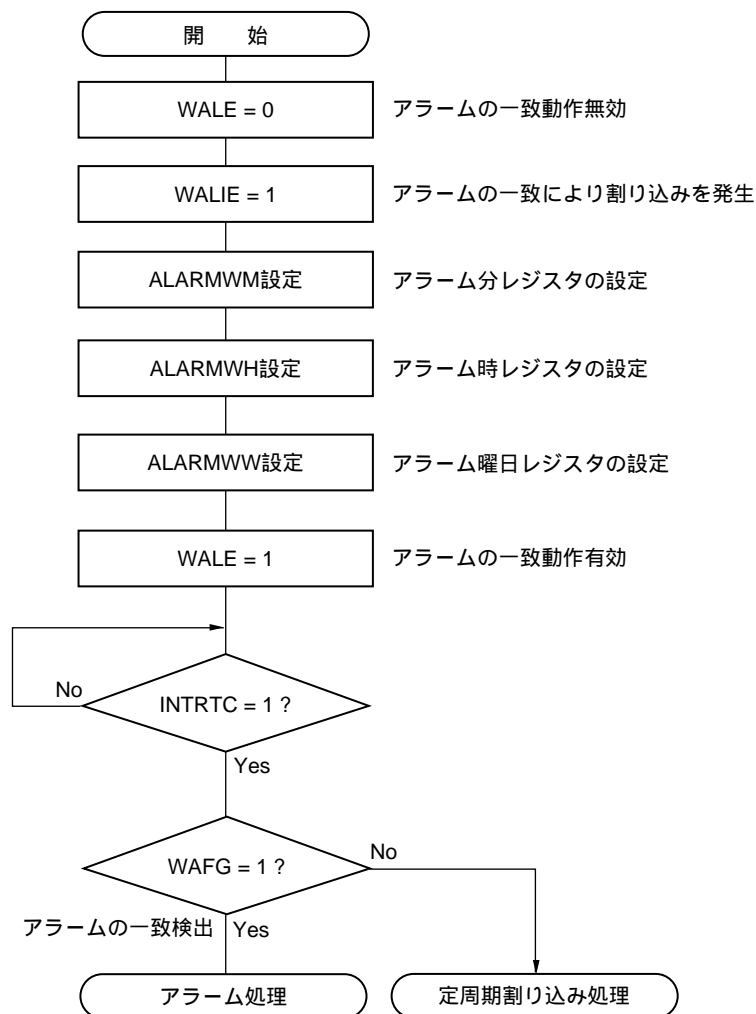 開　始
WALE = 0
アラームの一致動作無効
WALIE = 1
アラームの一致により割り込みを発生
ALARMWM設定
アラーム分レジスタの設定
ALARMWH設定
アラーム時レジスタの設定
ALARMWW設定
アラーム曜日レジスタの設定
WALE = 1
アラームの一致動作有効
No
INTRTC = 1 ?
Yes
WAFG = 1 ?
No
アラームの一致検出
Yes
アラーム処理
定周期割り込み処理